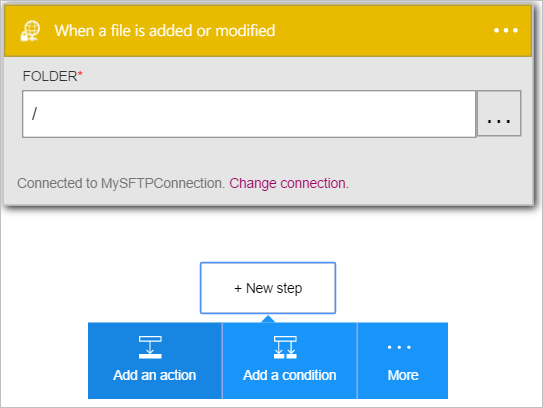 When a file is added or modified
...
FOLDER*
/
...
Connected to MySFTPConnection. Change connection.
+ New step
...
Add an action Add a condition More